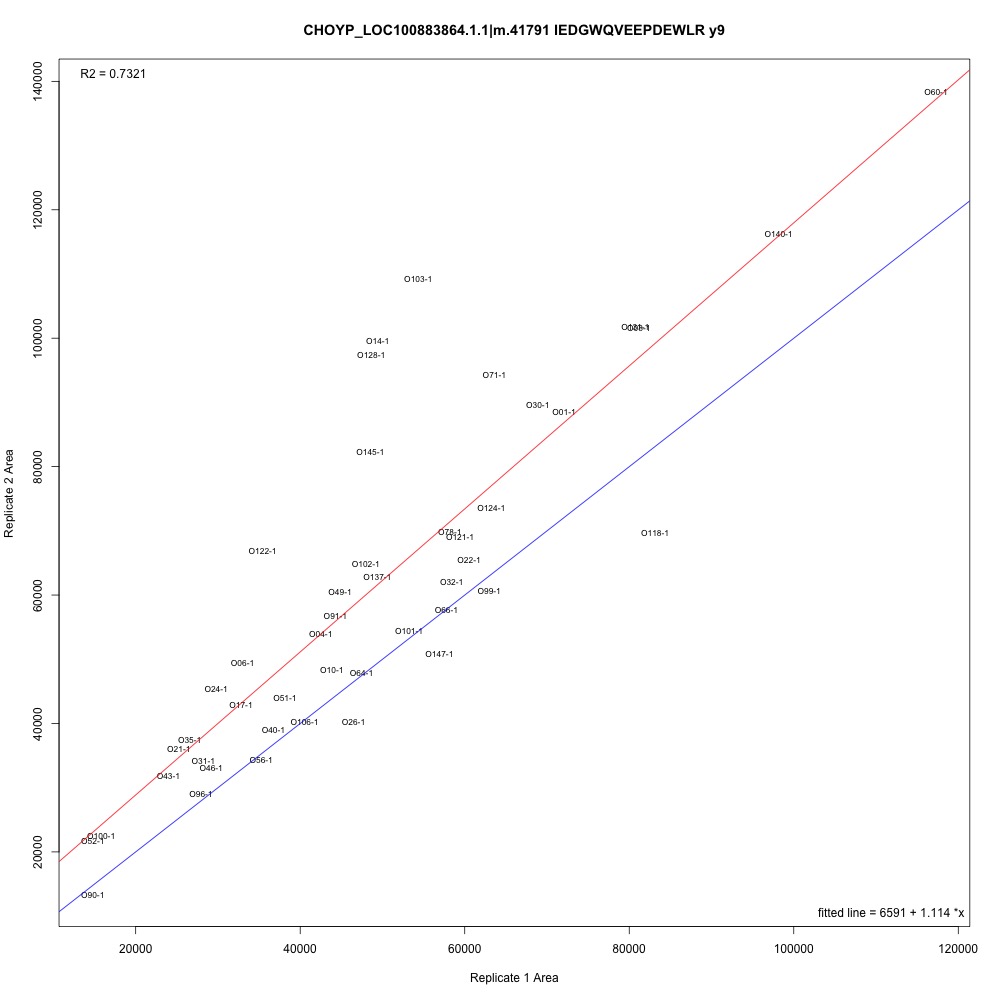 CHOYP_LOC100883864.1.1|m.41791 IEDGWQVEEPDEWLR y9
R2 = 0.7321
140000
120000
100000
80000
60000
40000
20000
Replicate 2 Area
O60-1
O140-1
O103-1
O14-1
O128-1
O71-1
O30-1
O01-1
O145-1
O124-1
O78-1
O121-1
O118-1
O122-1
O22-1
O102-1
O137-1
O32-1
O49-1
O99-1
O66-1
O91-1
O04-1
O101-1
O147-1
O06-1
O10-1
O64-1
O24-1
O51-1
O17-1
O106-1
O26-1
O40-1
O35-1
O21-1
O31-1
O56-1
O46-1
O43-1
O96-1
O100-1
O52-1
O90-1
fitted line = 6591 + 1.114 *x
20000
40000
60000
80000
100000
120000
Replicate 1 Area